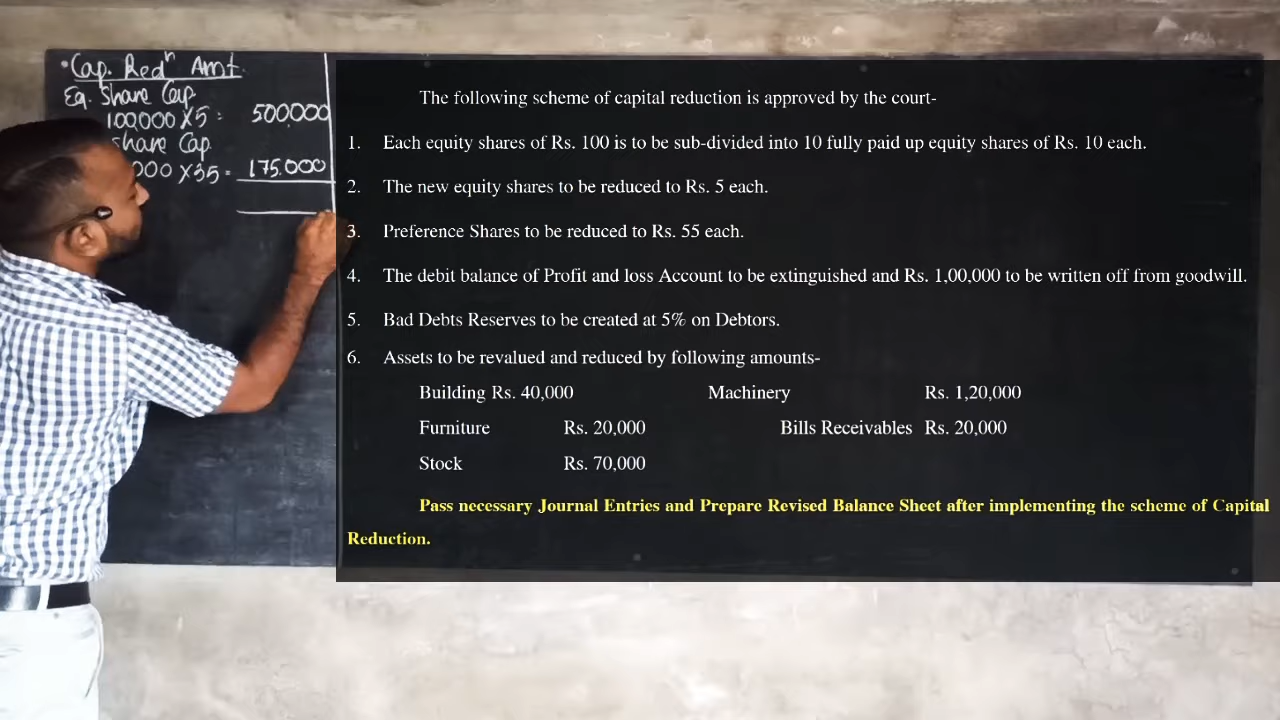 •Cap. Redⁿ Amt.
Eq. Share Cap
100,000 X5 : 500,000
share Cap.
000 X35 = 175.000
The following scheme of capital reduction is approved by the court-
1. Each equity shares of Rs. 100 is to be sub-divided into 10 fully paid up equity shares of Rs. 10 each.
2. The new equity shares to be reduced to Rs. 5 each.
3. Preference Shares to be reduced to Rs. 55 each.
4. The debit balance of Profit and loss Account to be extinguished and Rs. 1,00,000 to be written off from goodwill.
5. Bad Debts Reserves to be created at 5% on Debtors.
6. Assets to be revalued and reduced by following amounts-
Building Rs. 40,000 Machinery Rs. 1,20,000
Furniture Rs. 20,000 Bills Receivables Rs. 20,000
Stock Rs. 70,000
Pass necessary Journal Entries and Prepare Revised Balance Sheet after implementing the scheme of Capital
Reduction.